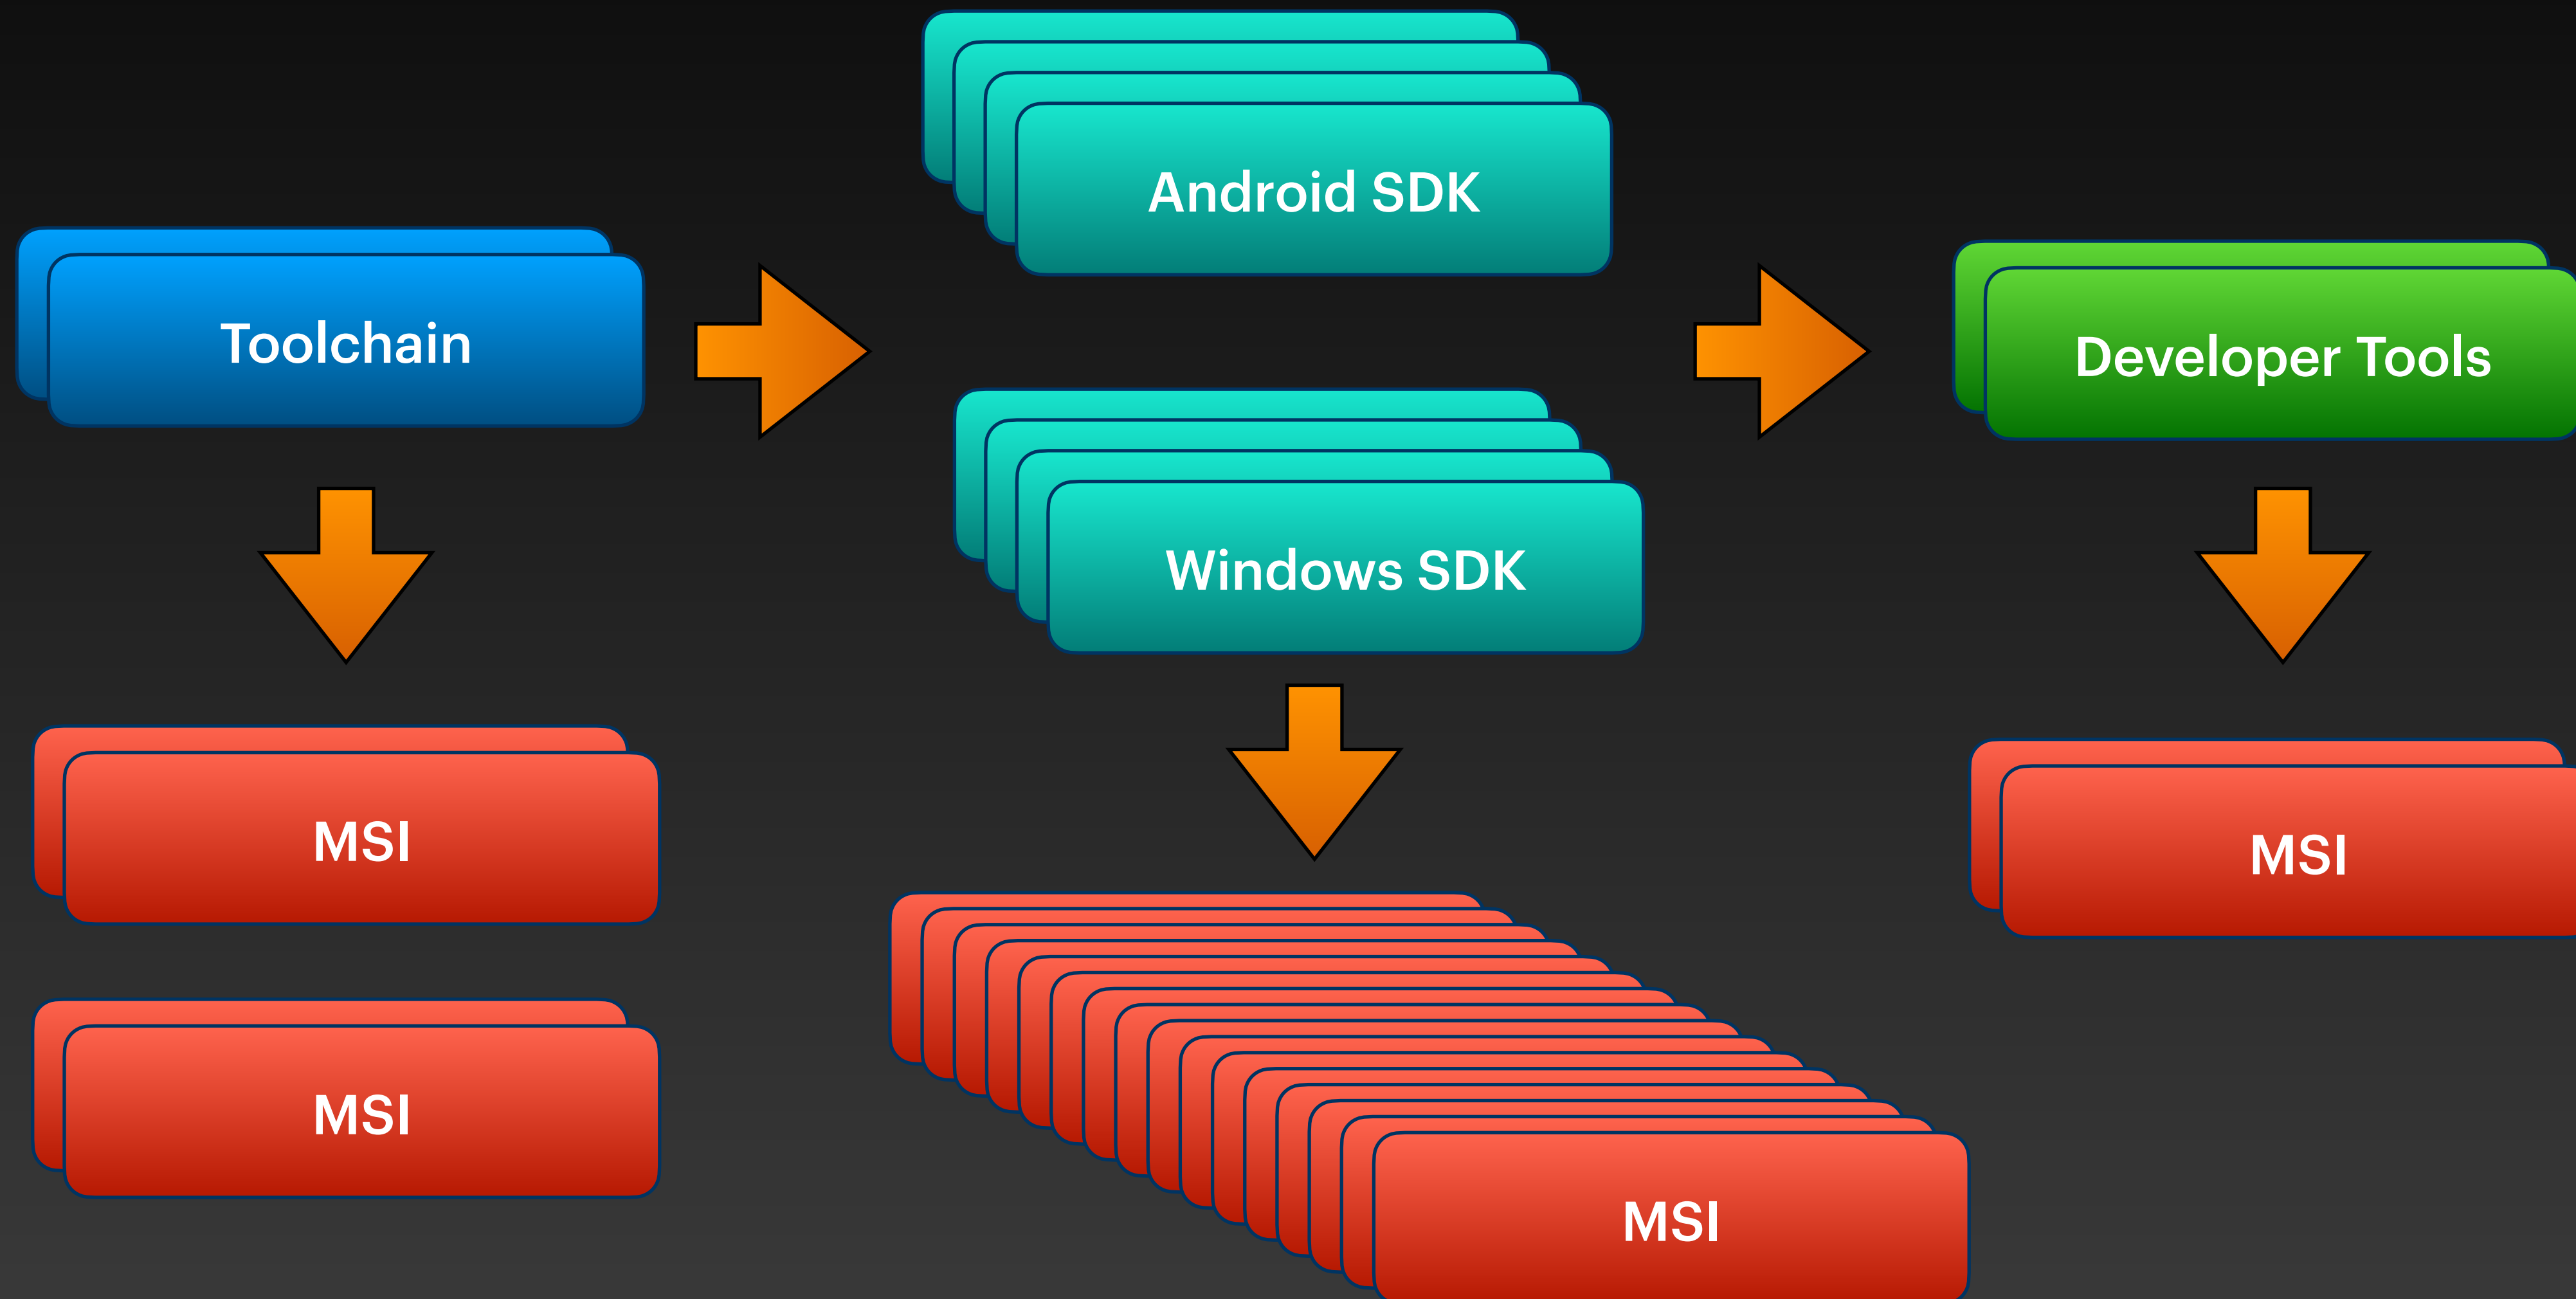 Android SDK
Toolchain
Developer Tools
Windows SDK
MSI
MSI
MSI
MSI